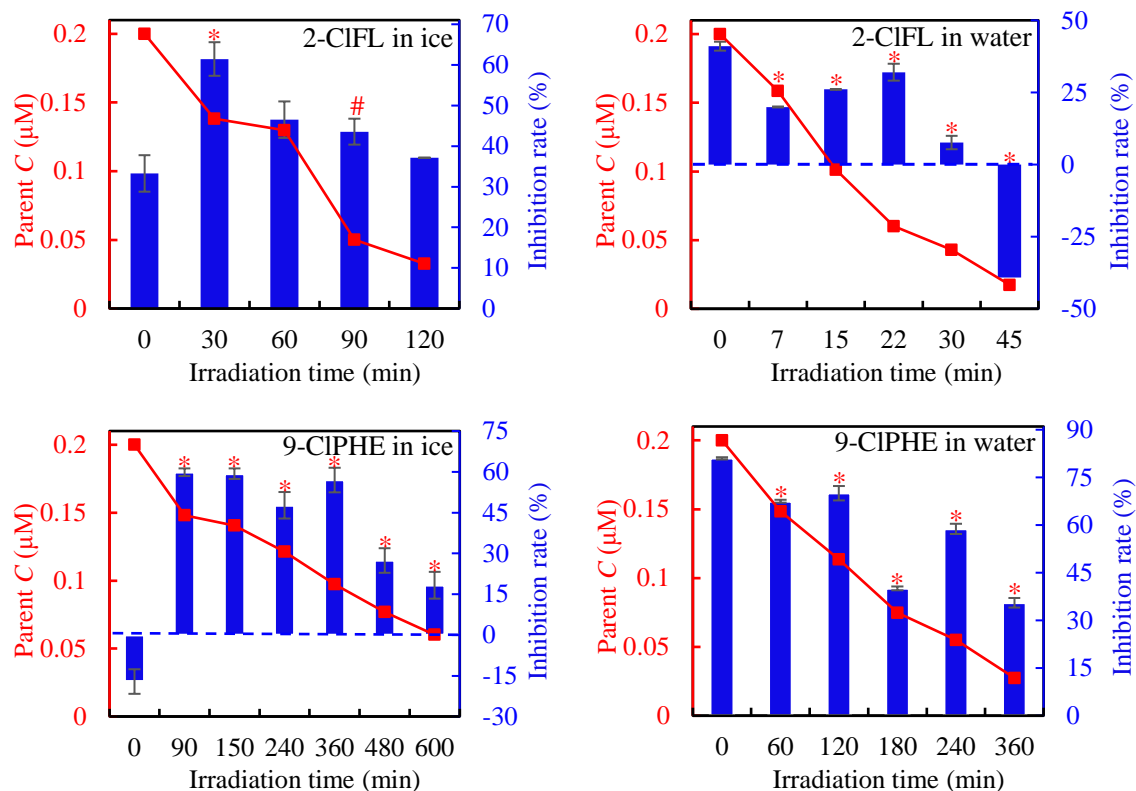 2-ClFL in ice
Parent C (µM)
0.2
0.15
0.1
0.05
0
70
60
50
40
30
20
10
0
Inhibition rate (%)
*
#
0 30 60 90 120
Irradiation time (min)
2-ClFL in water
Parent C (µM)
0.2
0.15
0.1
0.05
0
50
25
0
-25
-50
Inhibition rate (%)
* * * * *
0 7 15 22 30 45
Irradiation time (min)
9-ClPHE in ice
Parent C (µM)
0.2
0.15
0.1
0.05
0
75
60
45
30
15
0
-15
-30
Inhibition rate (%)
* * * * * *
0 90 150 240 360 480 600
Irradiation time (min)
9-ClPHE in water
Parent C (µM)
0.2
0.15
0.1
0.05
0
90
75
60
45
30
15
0
Inhibition rate (%)
* * * * *
0 60 120 180 240 360
Irradiation time (min)